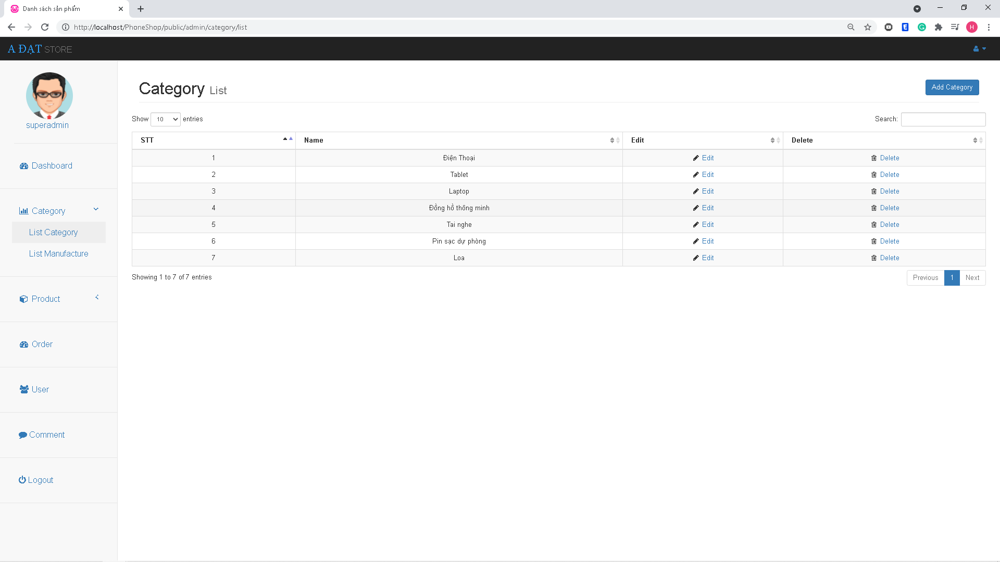 Danh sách sản phẩm
http://localhost/PhoneShop/public/admin/category/list
H
A ĐẠT STORE
superadmin
Dashboard
Category
List Category
List Manufacture
Product
Order
User
Comment
Logout
Category List
Add Category
Show 10 entries
Search:
STT Name Edit Delete
1 Điện Thoại Edit Delete
2 Tablet Edit Delete
3 Laptop Edit Delete
4 Đồng hồ thông minh Edit Delete
5 Tai nghe Edit Delete
6 Pin sạc dự phòng Edit Delete
7 Loa Edit Delete
Showing 1 to 7 of 7 entries
Previous 1 Next